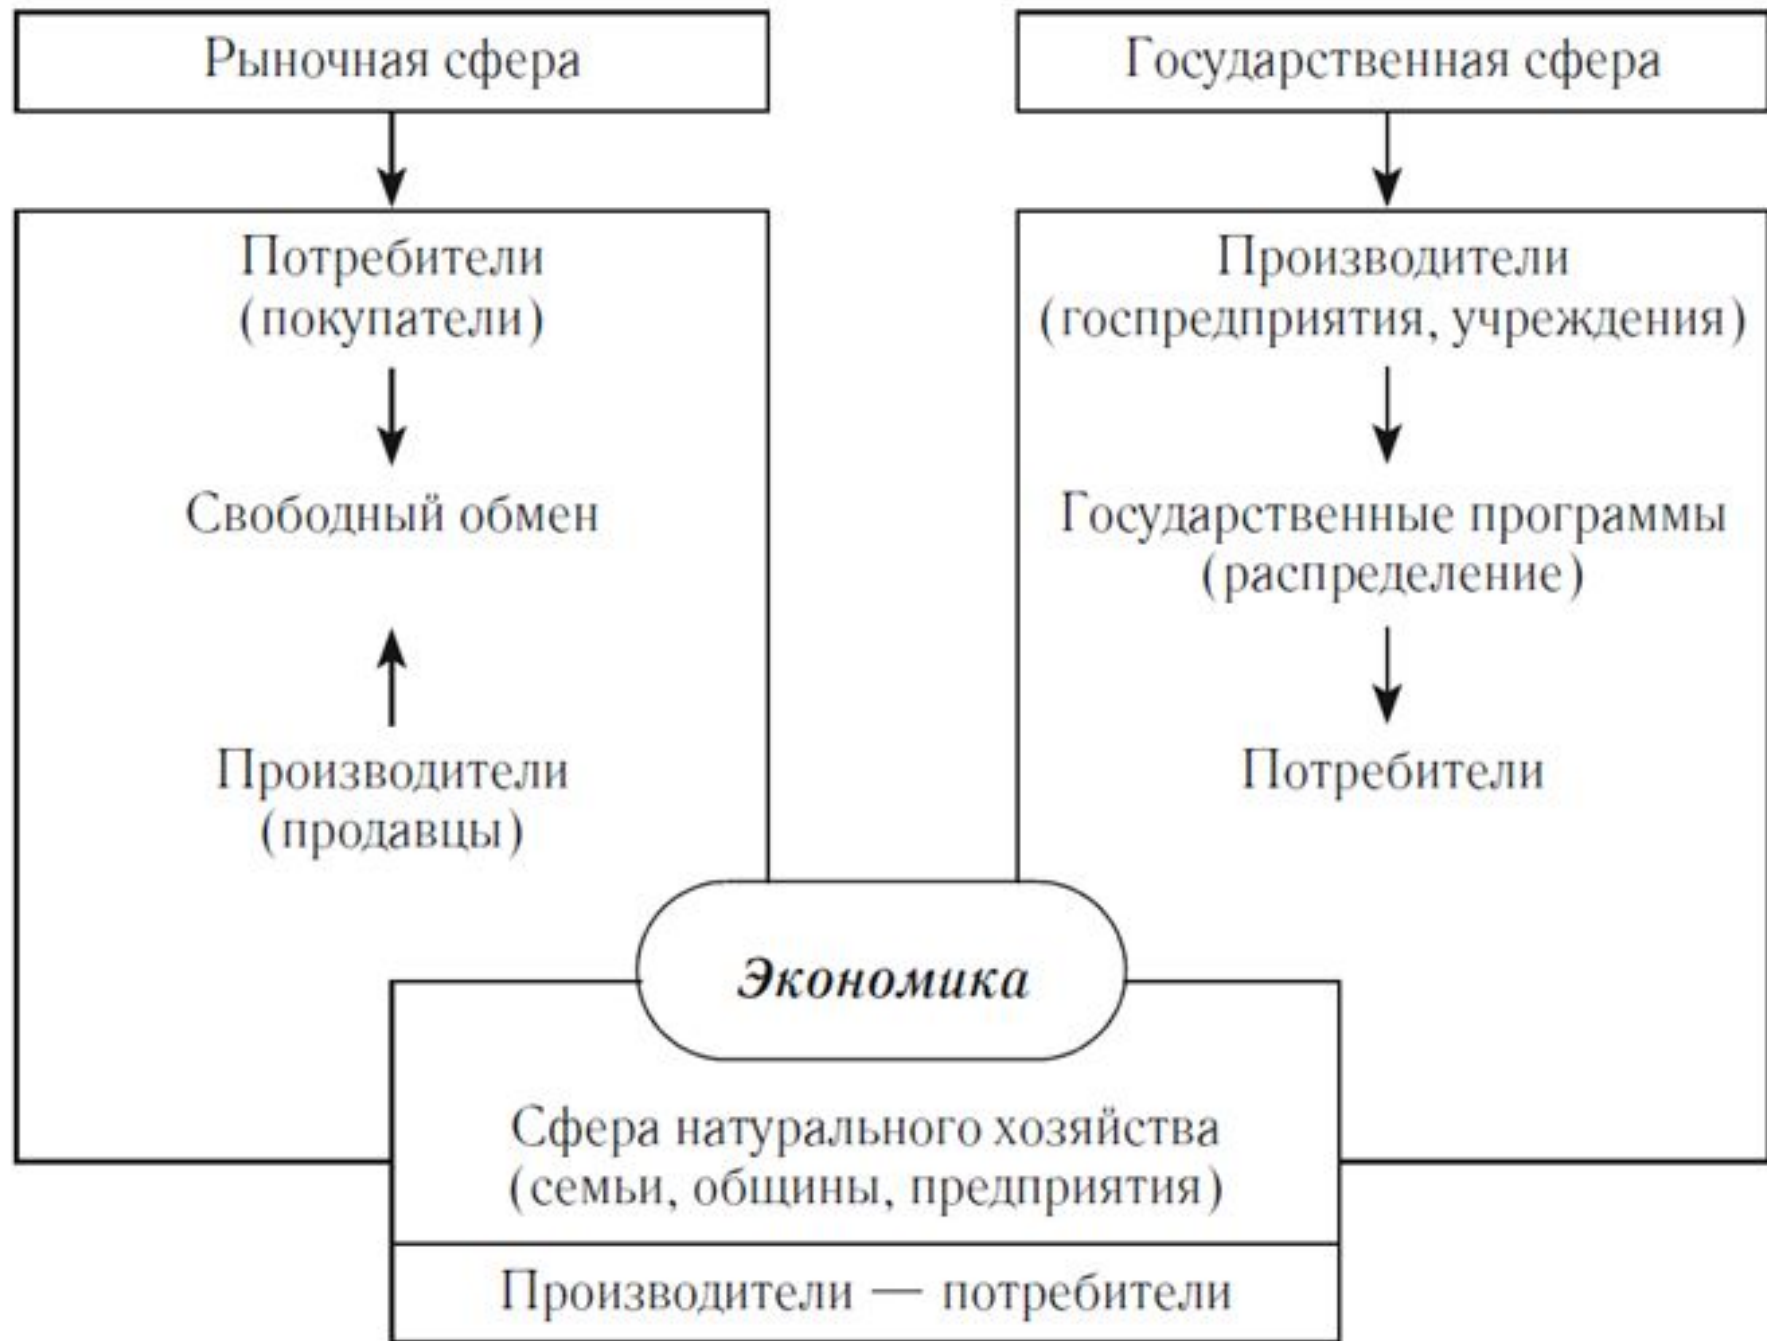 Рыночная сфера
Потребители
(покупатели)
Свободный обмен
Производители
(продавцы)
Государственная сфера
Производители
(госпредприятия, учреждения)
Государственные программы
(распределение)
Потребители
Экономика
Сфера натурального хозяйства
(семьи, общины, предприятия)
Производители — потребители